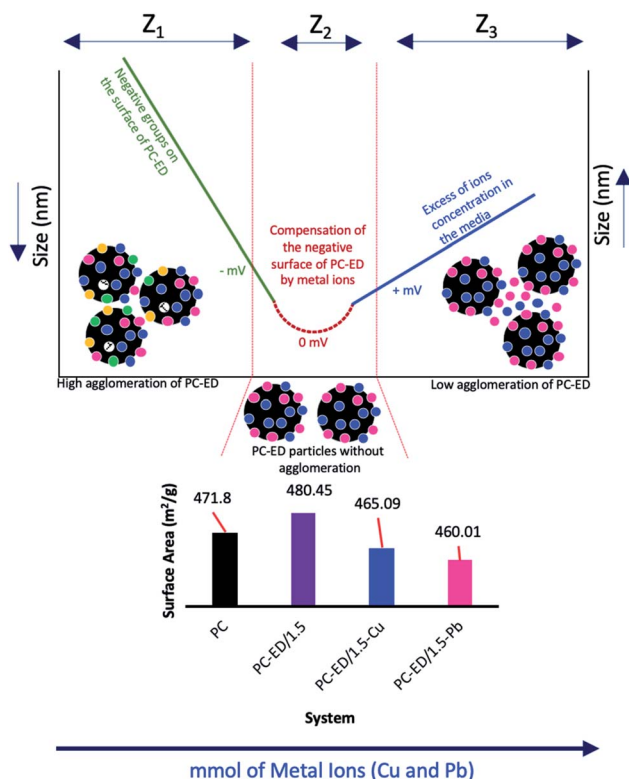 Z1
Z2
Z3
Size (nm)
Negative groups on
the surface of PC-ED
- mV
Compensation of
the negative
surface of PC-ED
by metal ions
0 mV
Excess of ions
concentration in
the media
+ mV
Size (nm)
High agglomeration of PC-ED
Low agglomeration of PC-ED
PC-ED particles without
agglomeration
Surface Area (m²/g)
471.8
480.45
465.09
460.01
PC
PC-ED/1.5
PC-ED/1.5-Cu
PC-ED/1.5-Pb
System
mmol of Metal Ions (Cu and Pb)